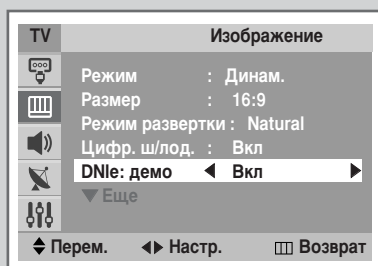 TV Изображение
Режим : Динам.
Размер : 16:9
Режим развертки : Natural
Цифр. ш/под. : Вкл
DNIe: демо ◀ Вкл ▶
▼ Еще
Перем. Настр. Возврат